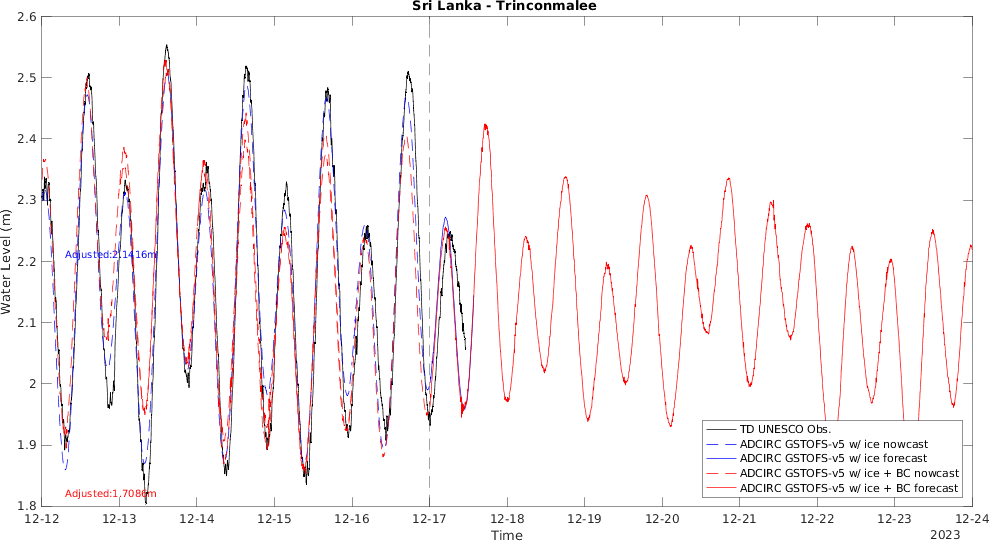 Sri Lanka - Trinconmalee
2.6
2.5
2.4
2.3
2.2
2.1
2
1.9
1.8
Water Level (m)
Adjusted:2.1416m
Adjusted:1.7086m
TD UNESCO Obs.
ADCIRC GSTOFS-v5 w/ ice nowcast
ADCIRC GSTOFS-v5 w/ ice forecast
ADCIRC GSTOFS-v5 w/ ice + BC nowcast
ADCIRC GSTOFS-v5 w/ ice + BC forecast
12-12 12-13 12-14 12-15 12-16 12-17 12-18 12-19 12-20 12-21 12-22 12-23 12-24
Time
2023